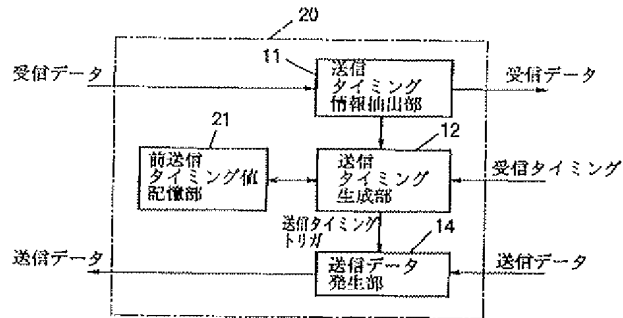 20
11
受信データ
送信
タイミング
情報抽出部
受信データ
21
12
前送信
タイミング値
記憶部
送信
タイミング
生成部
受信タイミング
送信タイミング
トリガ
14
送信データ
送信データ
発生部
送信データ